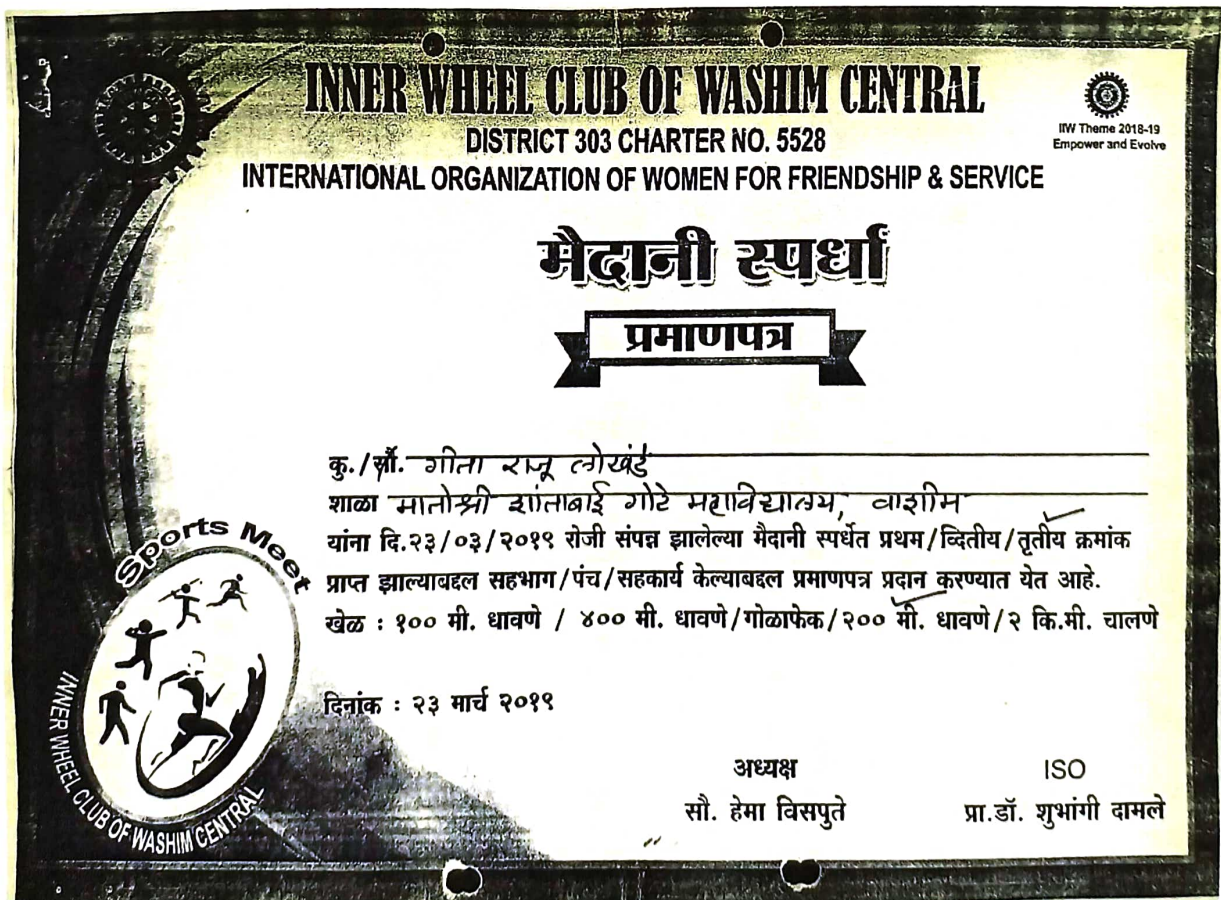 INNER WHEEL CLUB OF WASHIM CENTRAL
DISTRICT 303 CHARTER NO. 5528
INTERNATIONAL ORGANIZATION OF WOMEN FOR FRIENDSHIP & SERVICE
IIW Theme 2018-19
Empower and Evolve
मैदानी स्पर्धा
प्रमाणपत्र
कु./सौ. गीता राजू लोखंडे
शाळा मातोश्री शांताबाई गोटे महाविद्यालय, वाशीम
यांना दि.२३/०३/२०१९ रोजी संपन्न झालेल्या मैदानी स्पर्धेत प्रथम/व्दितीय/तृतीय क्रमांक
प्राप्त झाल्याबद्दल सहभाग/पंच/सहकार्य केल्याबद्दल प्रमाणपत्र प्रदान करण्यात येत आहे.
खेळ : १०० मी. धावणे / ४०० मी. धावणे/गोळाफेक/२०० मी. धावणे/२ कि.मी. चालणे
दिनांक : २३ मार्च २०१९
अध्यक्ष
सौ. हेमा विसपुते
ISO
प्रा.डॉ. शुभांगी दामले
Sports Meet
INNER WHEEL CLUB OF WASHIM CENTRAL